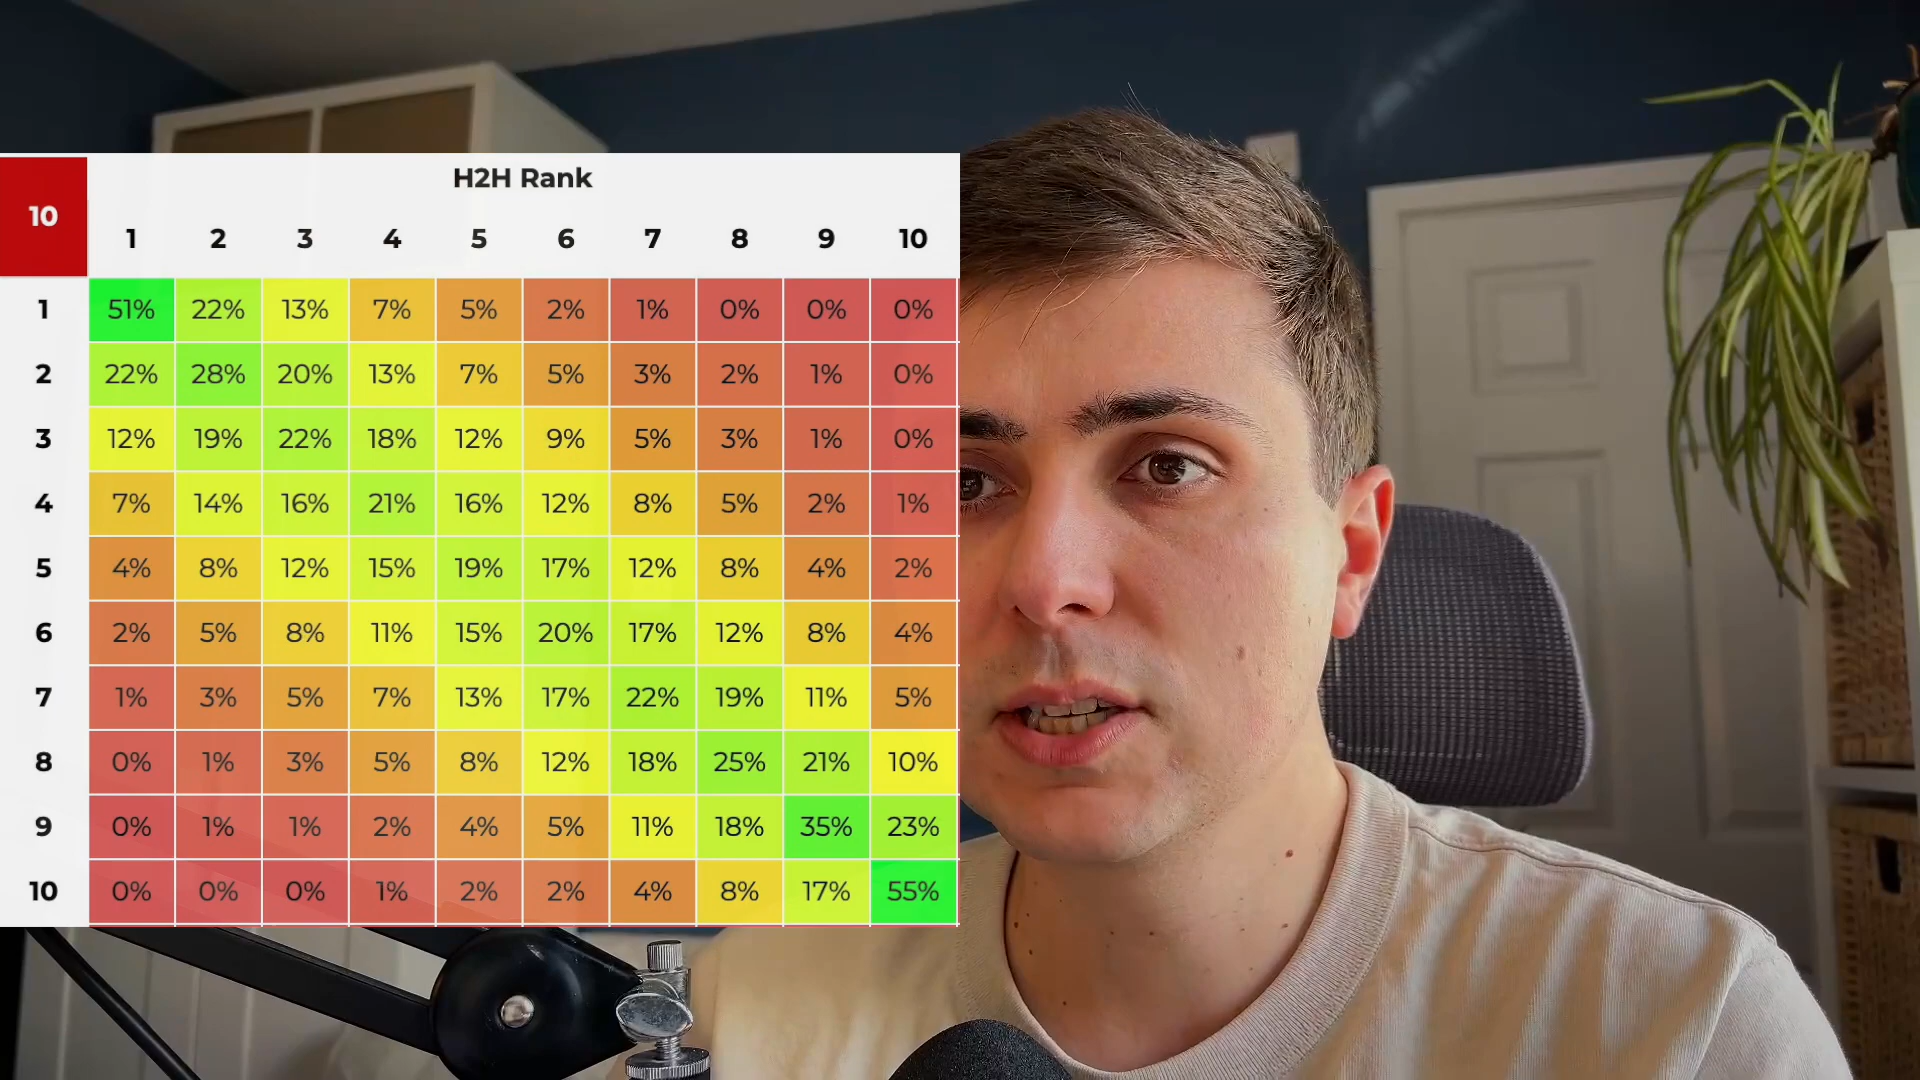 10
H2H Rank
1 2 3 4 5 6 7 8 9 10
1 51% 22% 13% 7% 5% 2% 1% 0% 0% 0%
2 22% 28% 20% 13% 7% 5% 3% 2% 1% 0%
3 12% 19% 22% 18% 12% 9% 5% 3% 1% 0%
4 7% 14% 16% 21% 16% 12% 8% 5% 2% 1%
5 4% 8% 12% 15% 19% 17% 12% 8% 4% 2%
6 2% 5% 8% 11% 15% 20% 17% 12% 8% 4%
7 1% 3% 5% 7% 13% 17% 22% 19% 11% 5%
8 0% 1% 3% 5% 8% 12% 18% 25% 21% 10%
9 0% 1% 1% 2% 4% 5% 11% 18% 35% 23%
10 0% 0% 0% 1% 2% 2% 4% 8% 17% 55%